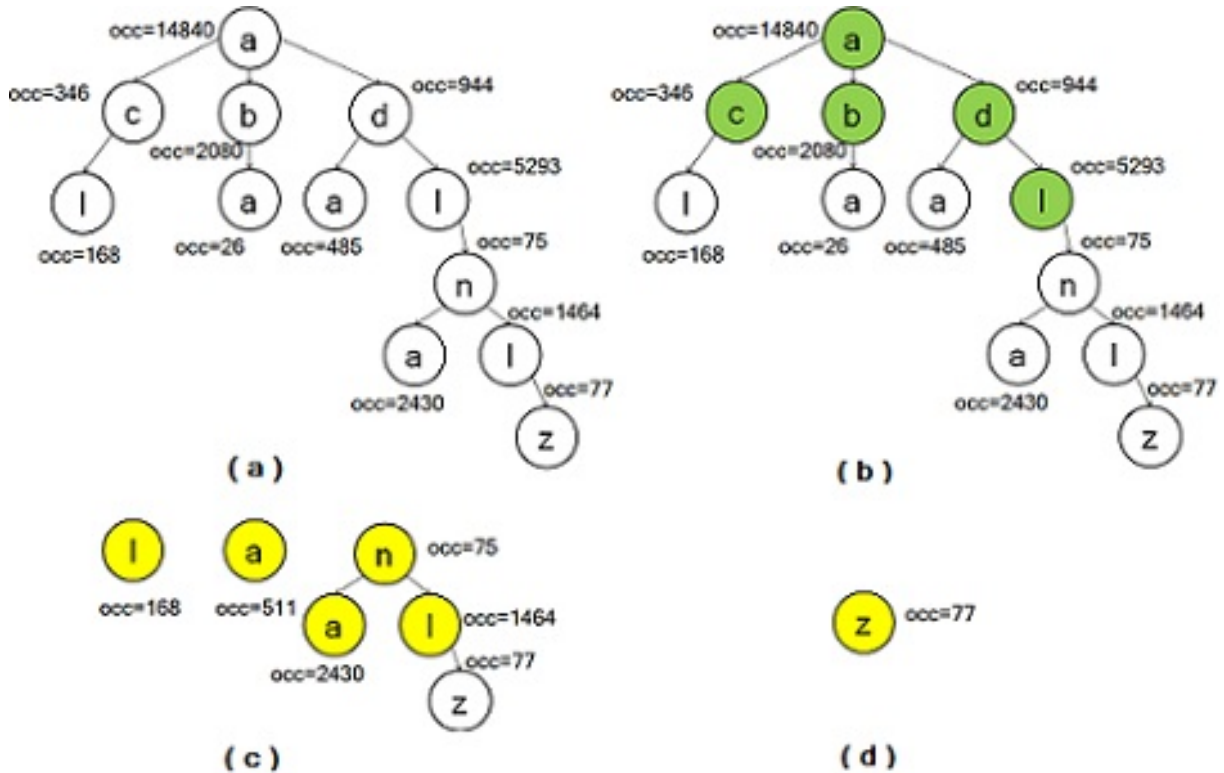 occ=14840 a
occ=346 c b d occ=944
occ=2080
l a a l occ=5293
occ=168 occ=26 occ=485 occ=75
n
occ=1464
a l
occ=2430 occ=77
z
( a )
occ=14840 a
occ=346 c b d occ=944
occ=2080
l a a l occ=5293
occ=168 occ=26 occ=485 occ=75
n
occ=1464
a l
occ=2430 occ=77
z
( b )
l a n occ=75
occ=168 occ=511
a l occ=1464
occ=2430 occ=77
z
( c )
z occ=77
( d )